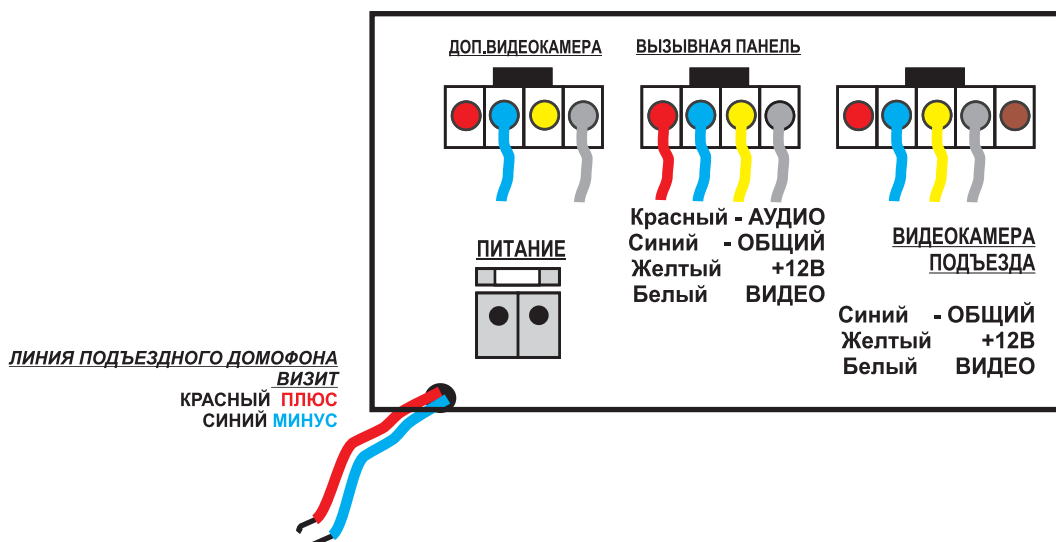 ДОП.ВИДЕОКАМЕРА
ВЫЗЫВНАЯ ПАНЕЛЬ
Красный - АУДИО
Синий - ОБЩИЙ
Желтый +12В
Белый ВИДЕО
ВИДЕОКАМЕРА
ПОДЪЕЗДА
Синий - ОБЩИЙ
Желтый +12В
Белый ВИДЕО
ПИТАНИЕ
ЛИНИЯ ПОДЪЕЗДНОГО ДОМОФОНА
ВИЗИТ
КРАСНЫЙ ПЛЮС
СИНИЙ МИНУС